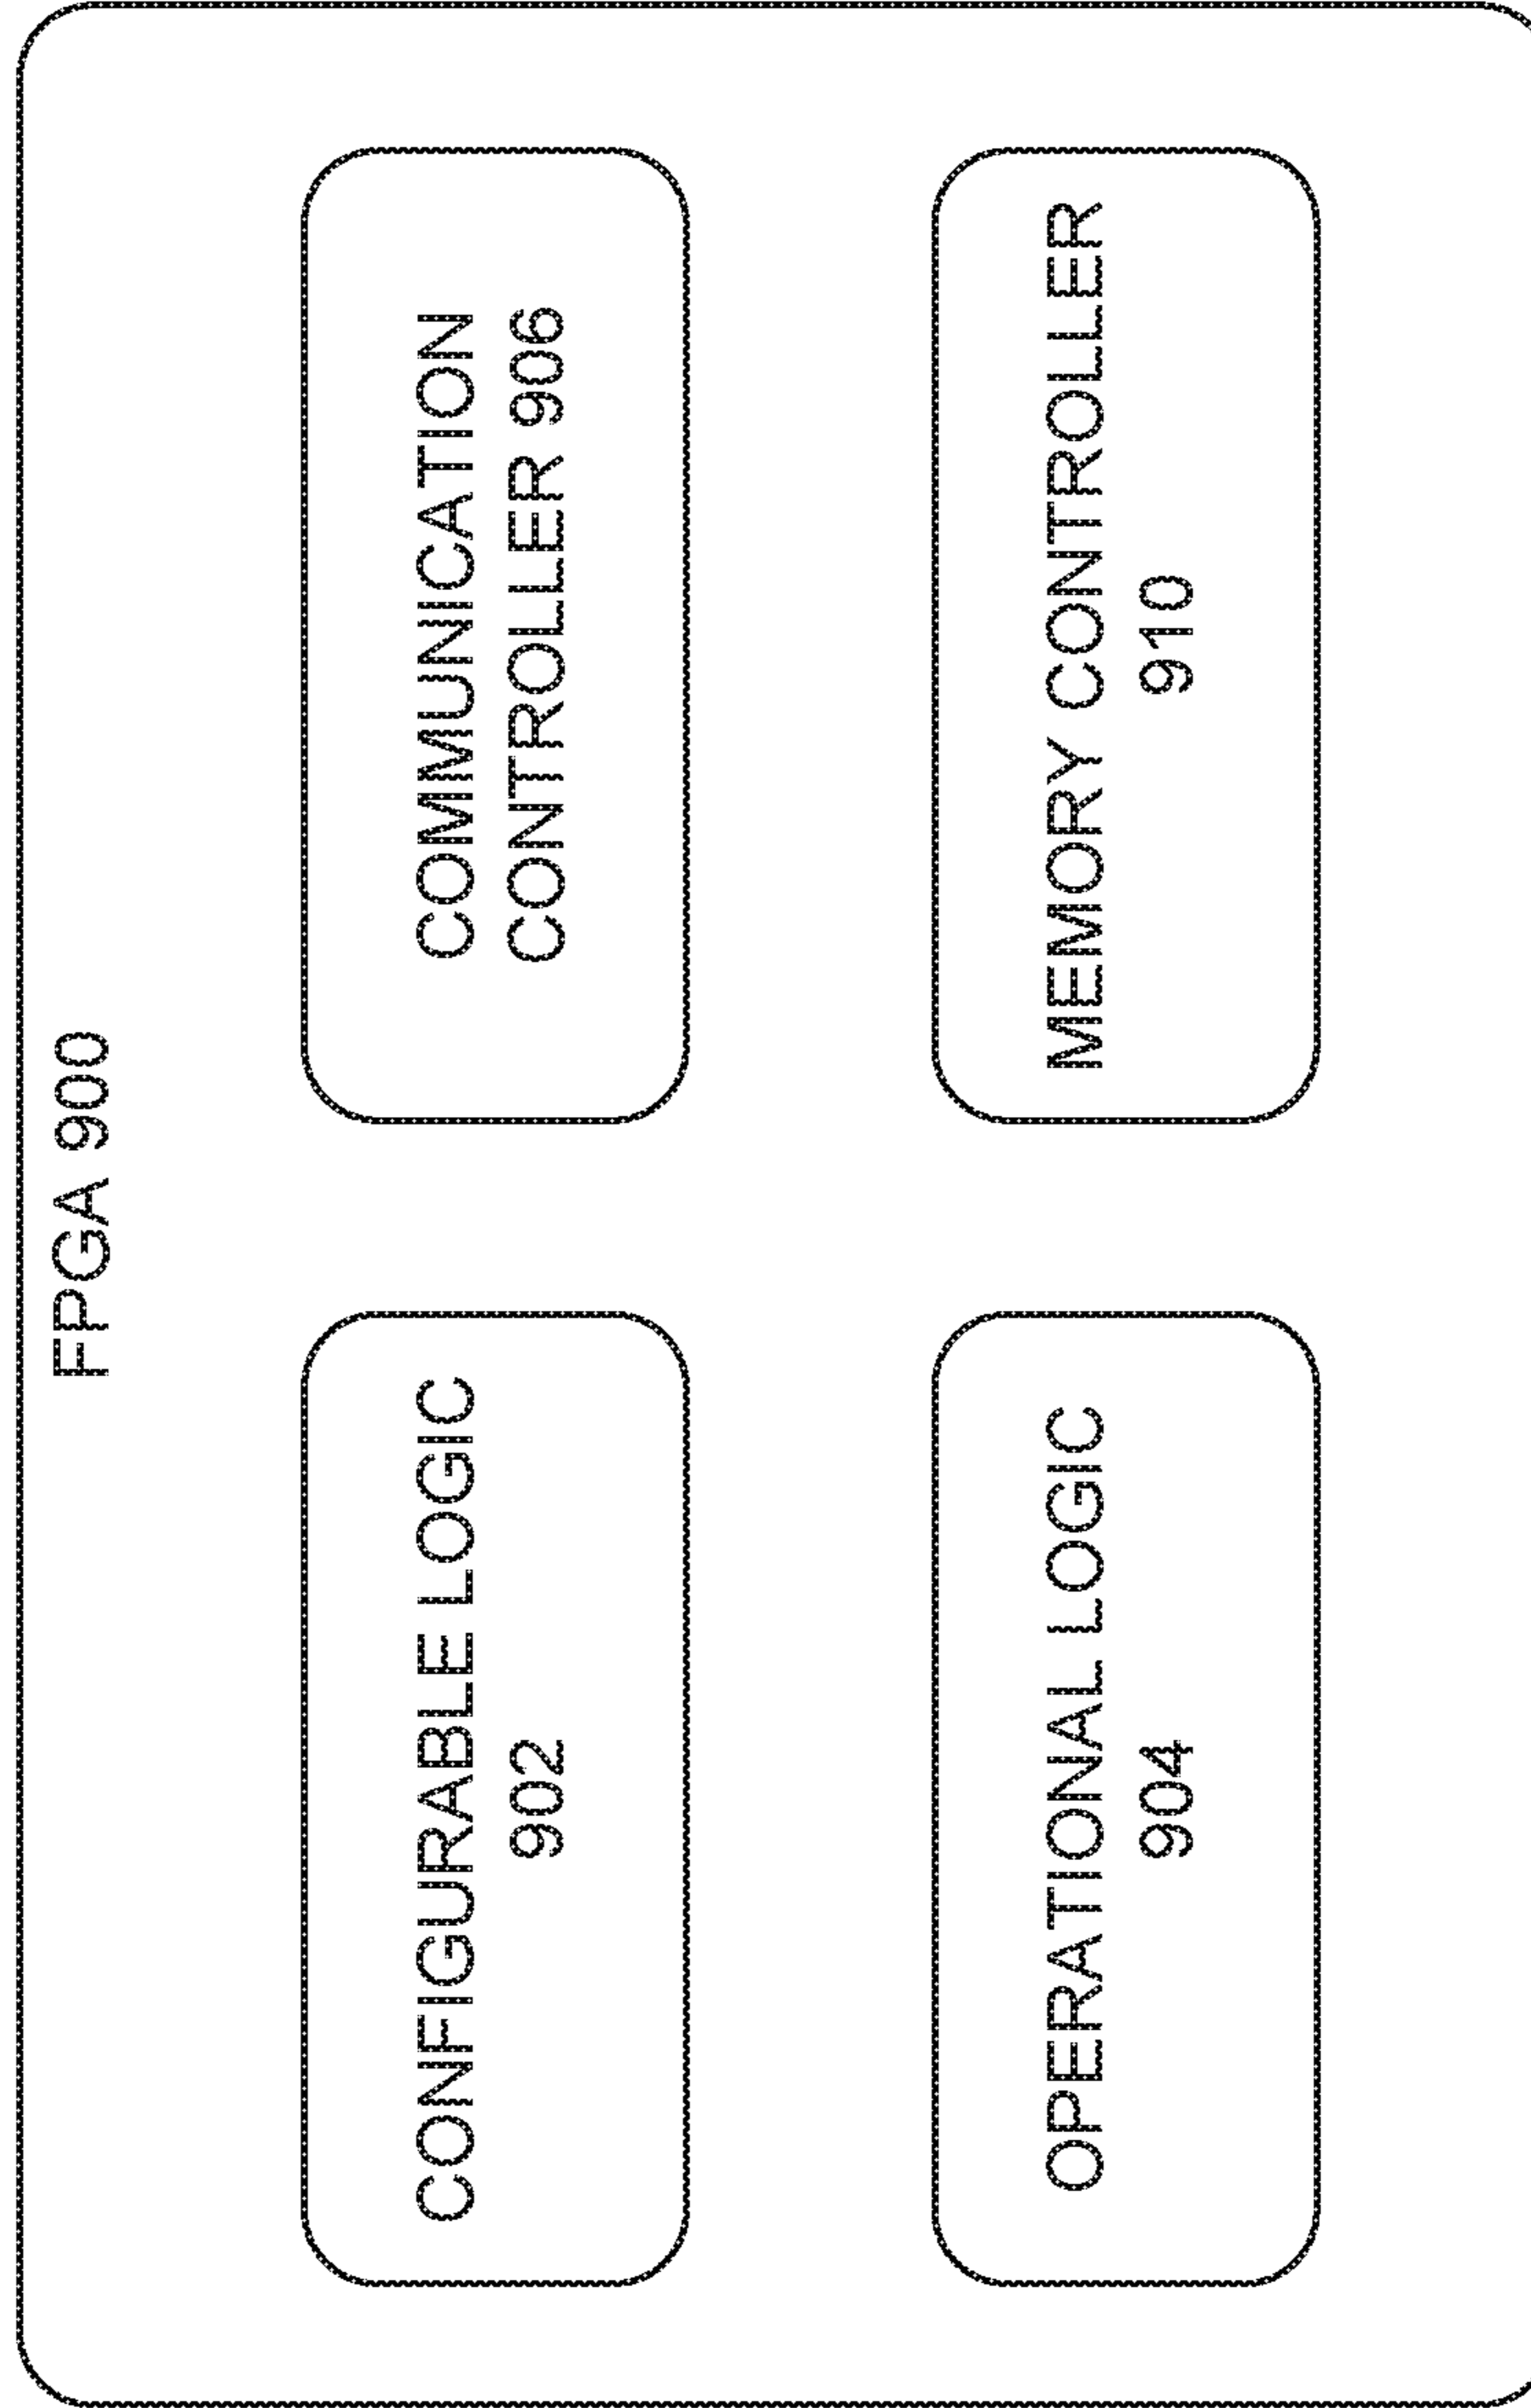 FPGA 900
CONFIGURABLE LOGIC
902
COMMUNICATION
CONTROLLER 906
OPERATIONAL LOGIC
904
MEMORY CONTROLLER
910